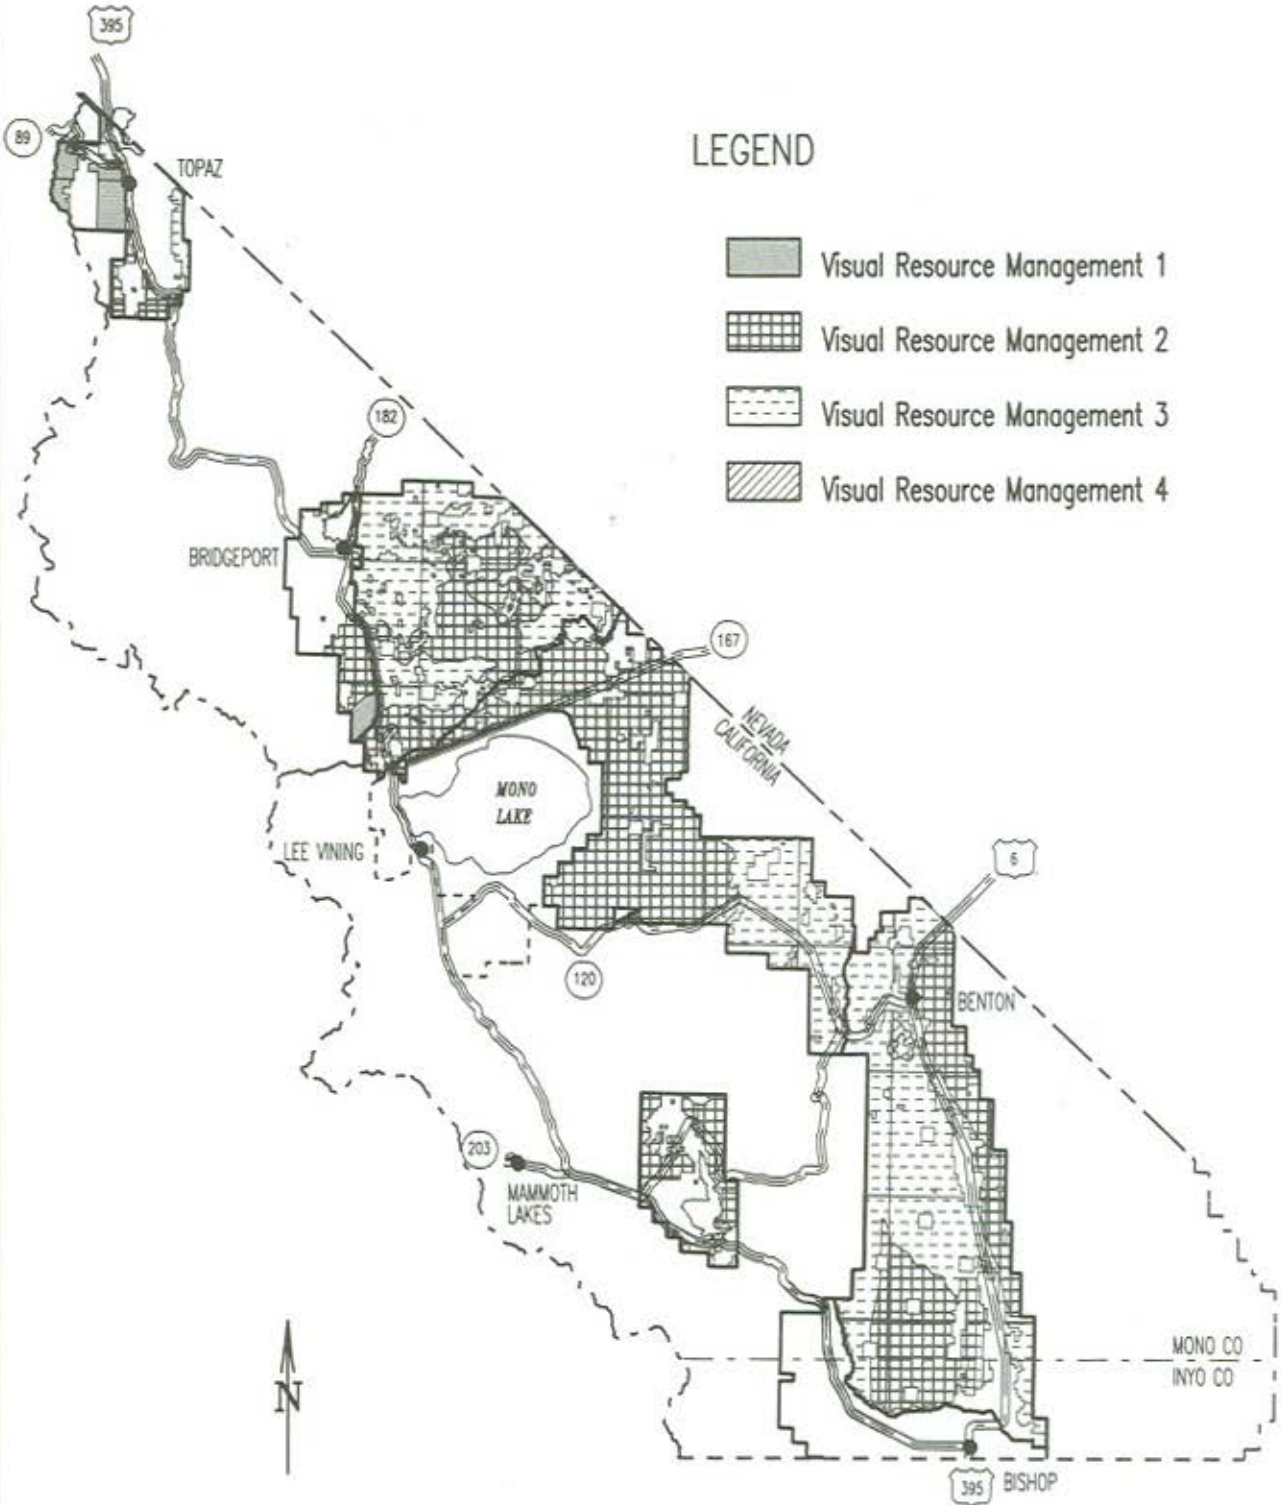 395
89
TOPAZ
LEGEND
Visual Resource Management 1
Visual Resource Management 2
Visual Resource Management 3
Visual Resource Management 4
182
BRIDGEPORT
167
NEVADA
CALIFORNIA
MONO
LAKE
LEE VINING
6
120
BENTON
203
MAMMOTH
LAKES
N
MONO CO
INYO CO
395
BISHOP